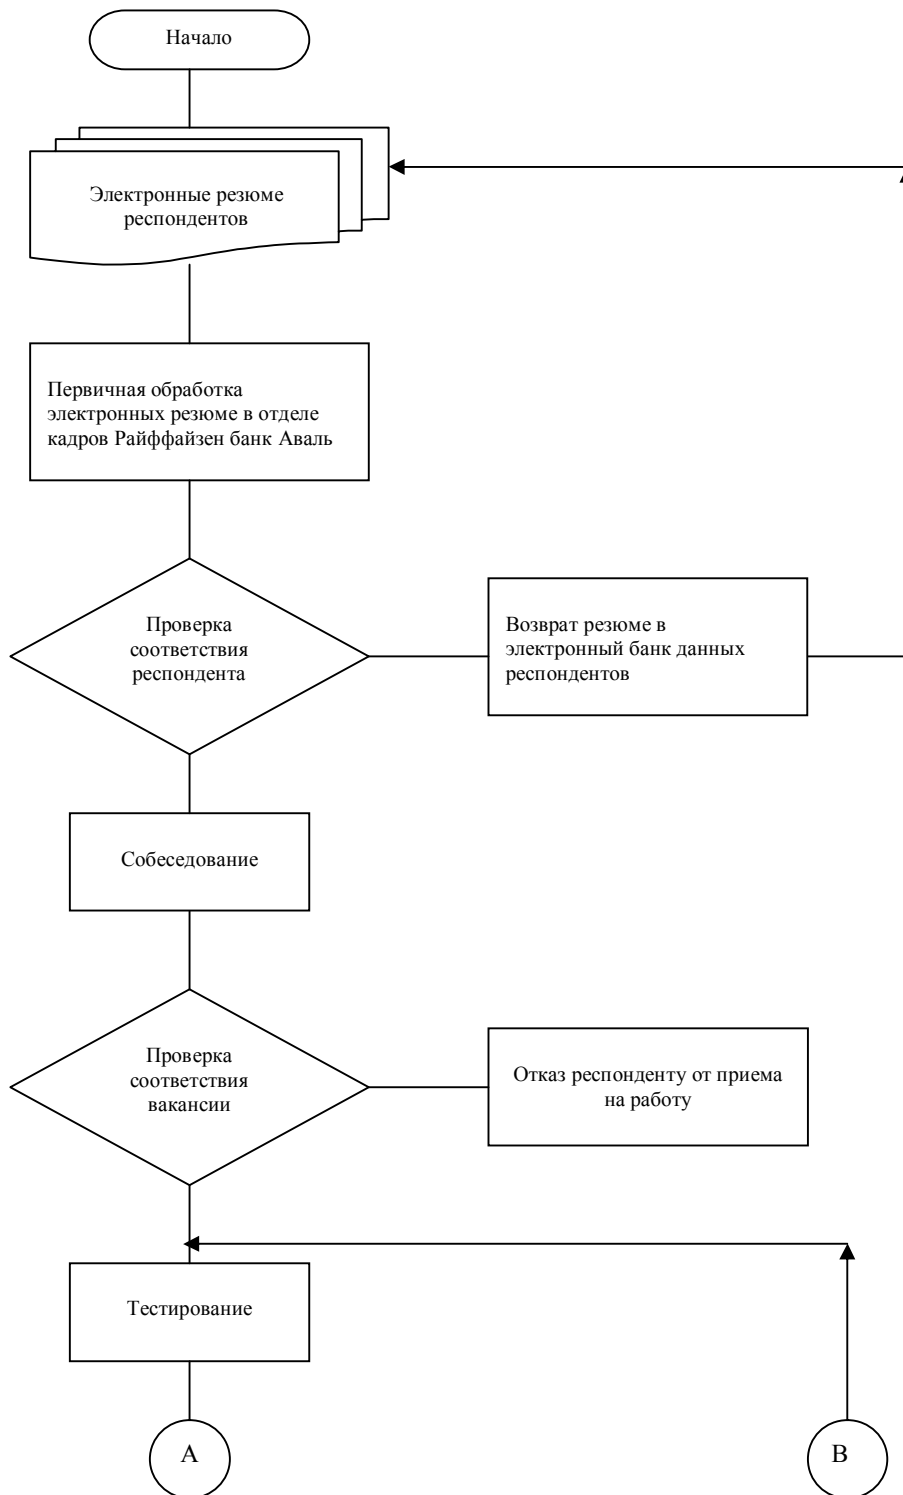 Начало
Электронные резюме
респондентов
Первичная обработка
электронных резюме в отделе
кадров Райффайзен банк Аваль
Проверка
соответствия
респондента
Возврат резюме в
электронный банк данных
респондентов
Собеседование
Проверка
соответствия
вакансии
Отказ респонденту от приема
на работу
Тестирование
А
В